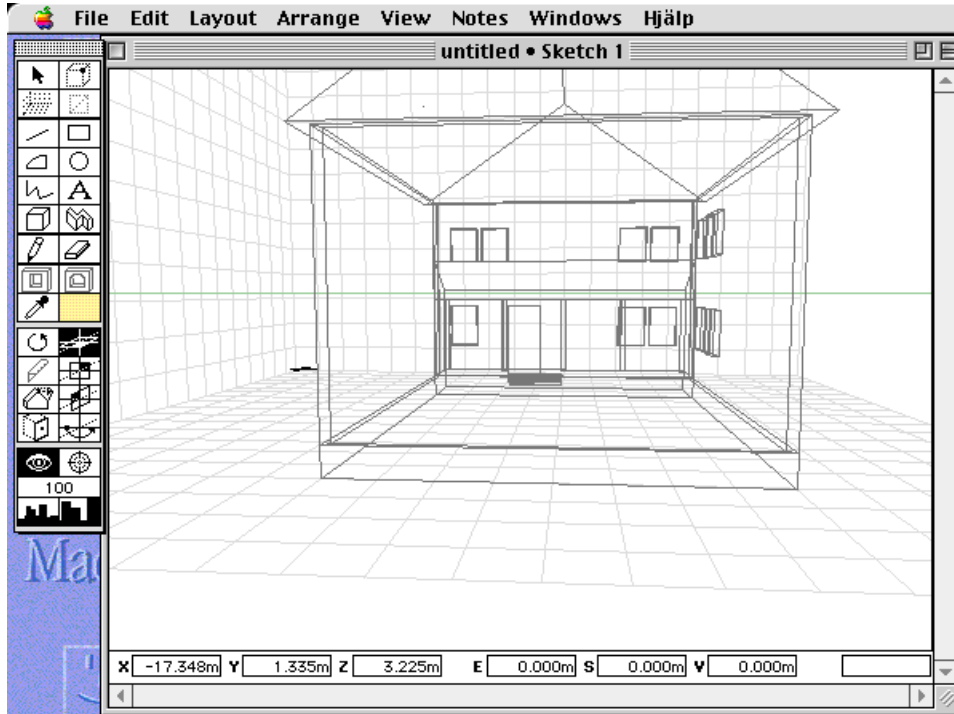 File Edit Layout Arrange View Notes Windows Hjälp
untitled • Sketch 1
A
100
Mac
X -17.348m Y 1.335m Z 3.225m E 0.000m S 0.000m V 0.000m